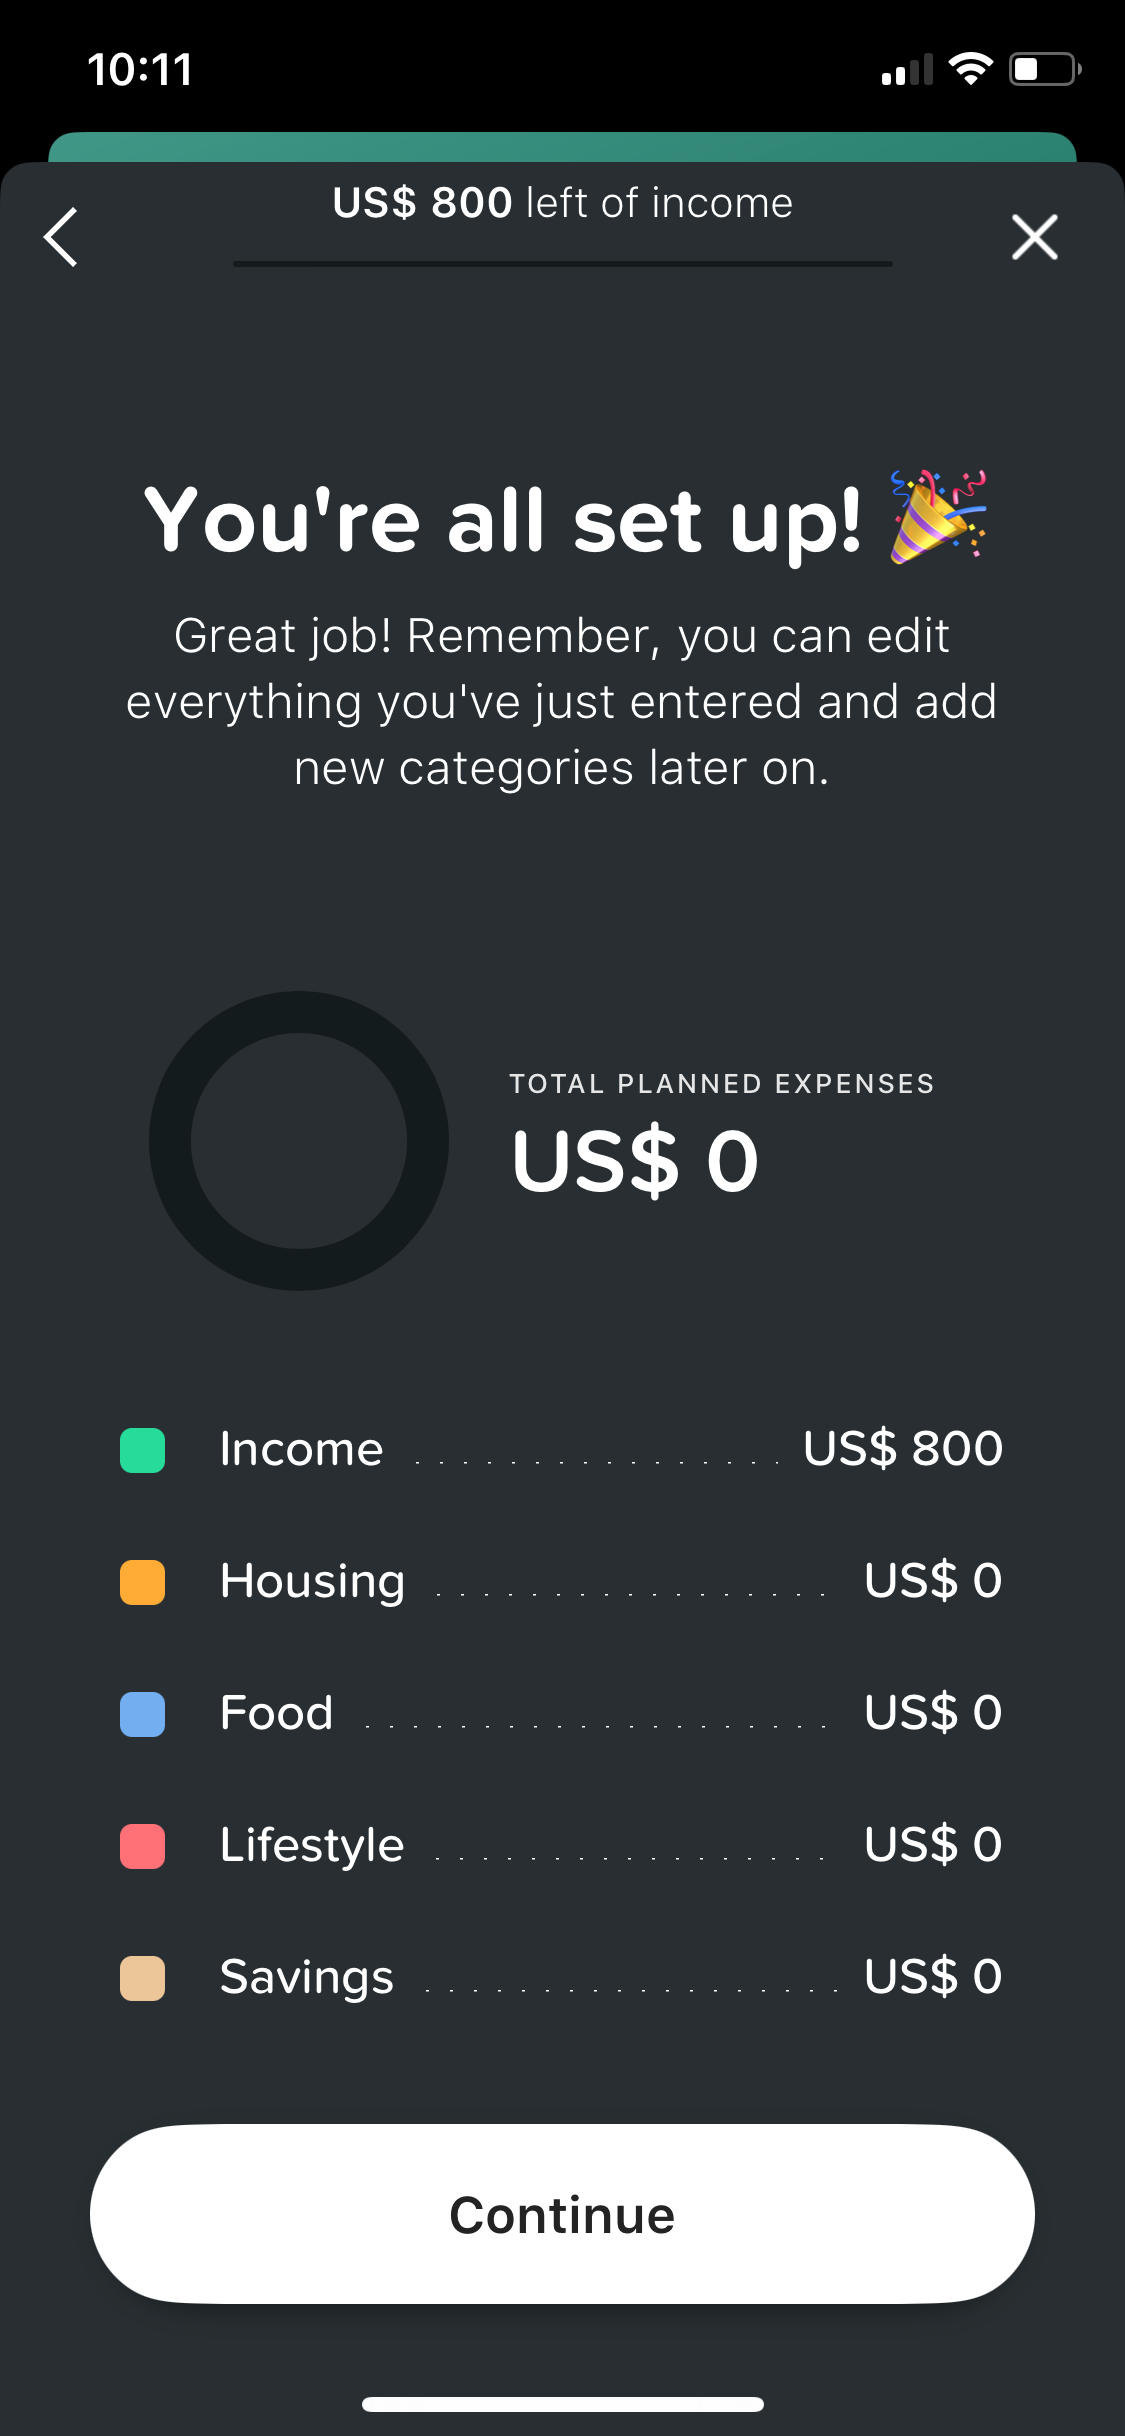 10:11
US$ 800 left of income
You're all set up! 🎉
Great job! Remember, you can edit
everything you've just entered and add
new categories later on.
TOTAL PLANNED EXPENSES
US$ 0
Income . . . . . . . . . . . . . . . . US$ 800
Housing . . . . . . . . . . . . . . . . . US$ 0
Food . . . . . . . . . . . . . . . . . . . . US$ 0
Lifestyle . . . . . . . . . . . . . . . . . US$ 0
Savings . . . . . . . . . . . . . . . . . . US$ 0
Continue